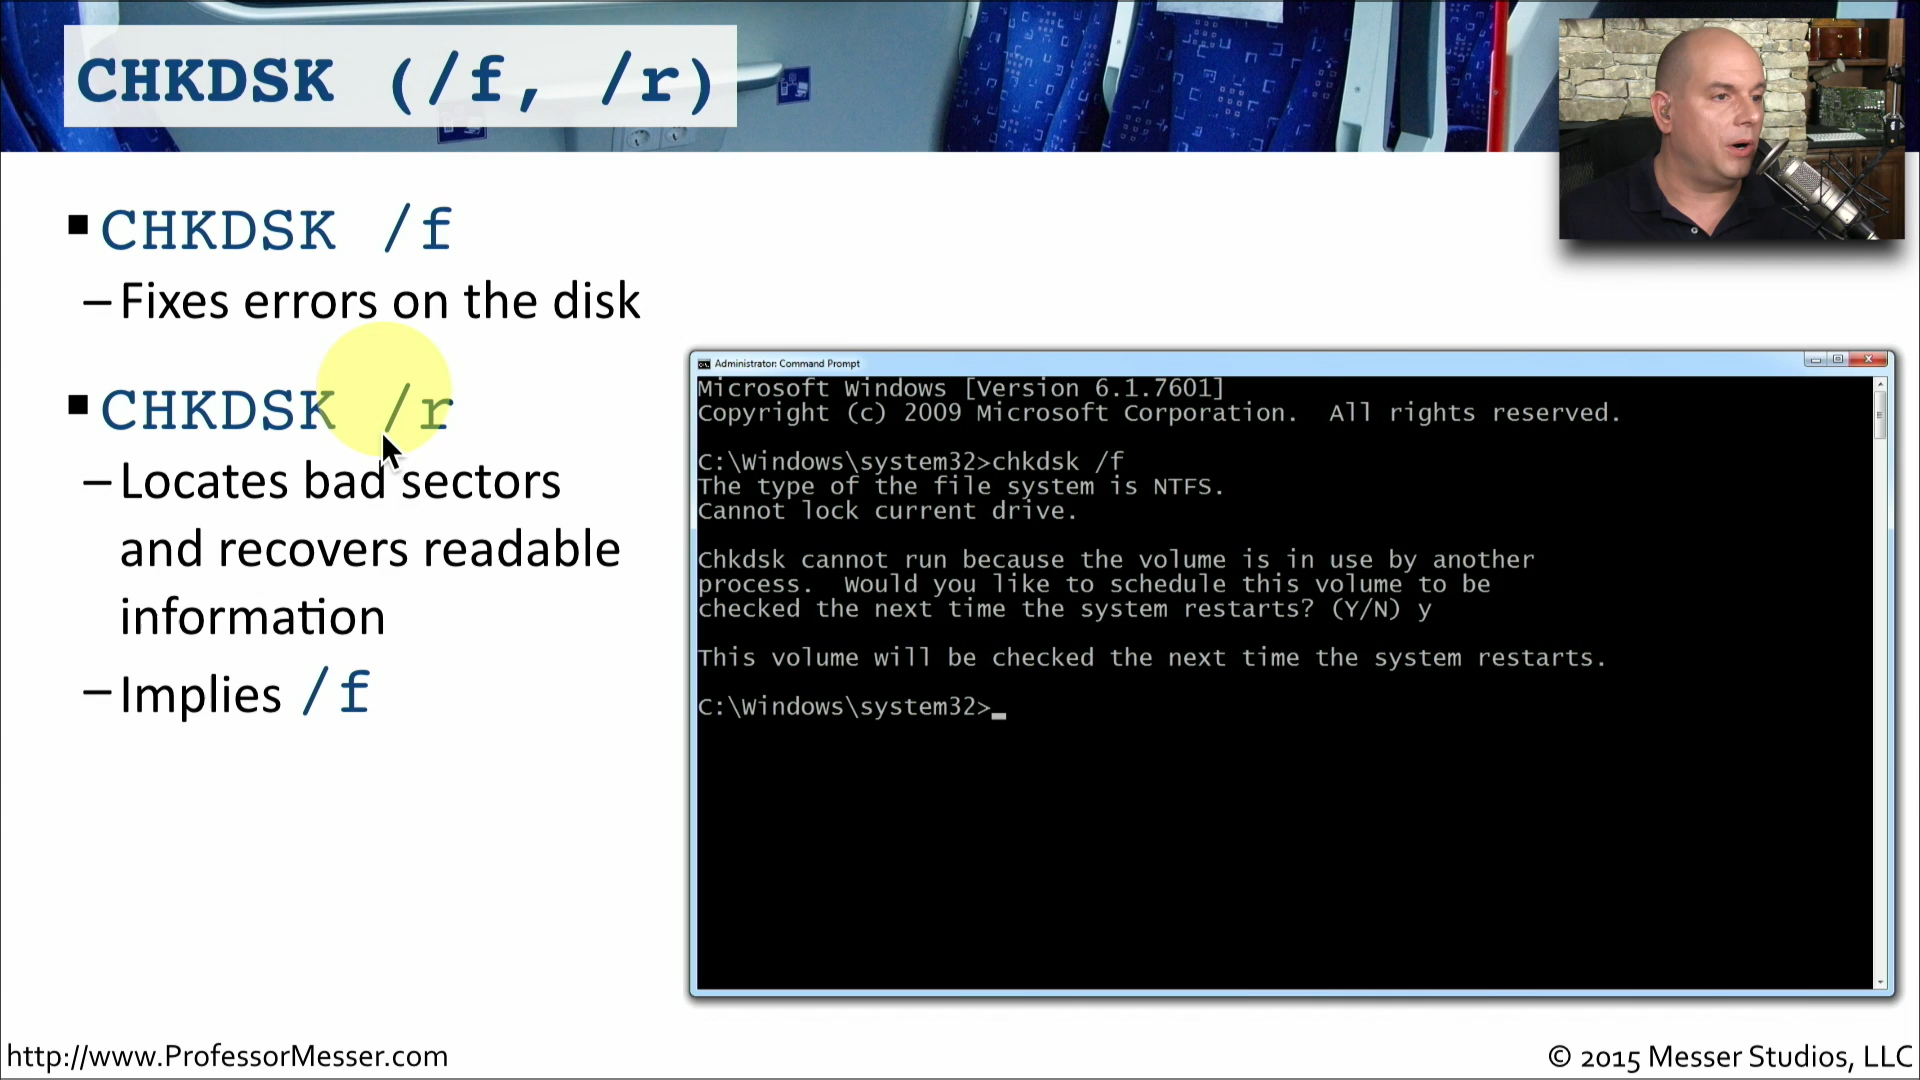 CHKDSK (/f, /r)
▪ CHKDSK /f
– Fixes errors on the disk
▪ CHKDSK /r
– Locates bad sectors
and recovers readable
information
– Implies /f
Administrator: Command Prompt
Microsoft Windows [Version 6.1.7601]
Copyright (c) 2009 Microsoft Corporation.  All rights reserved.
C:\Windows\system32>chkdsk /f
The type of the file system is NTFS.
Cannot lock current drive.
Chkdsk cannot run because the volume is in use by another
process.  Would you like to schedule this volume to be
checked the next time the system restarts? (Y/N) y
This volume will be checked the next time the system restarts.
C:\Windows\system32>_
http://www.ProfessorMesser.com
© 2015 Messer Studios, LLC